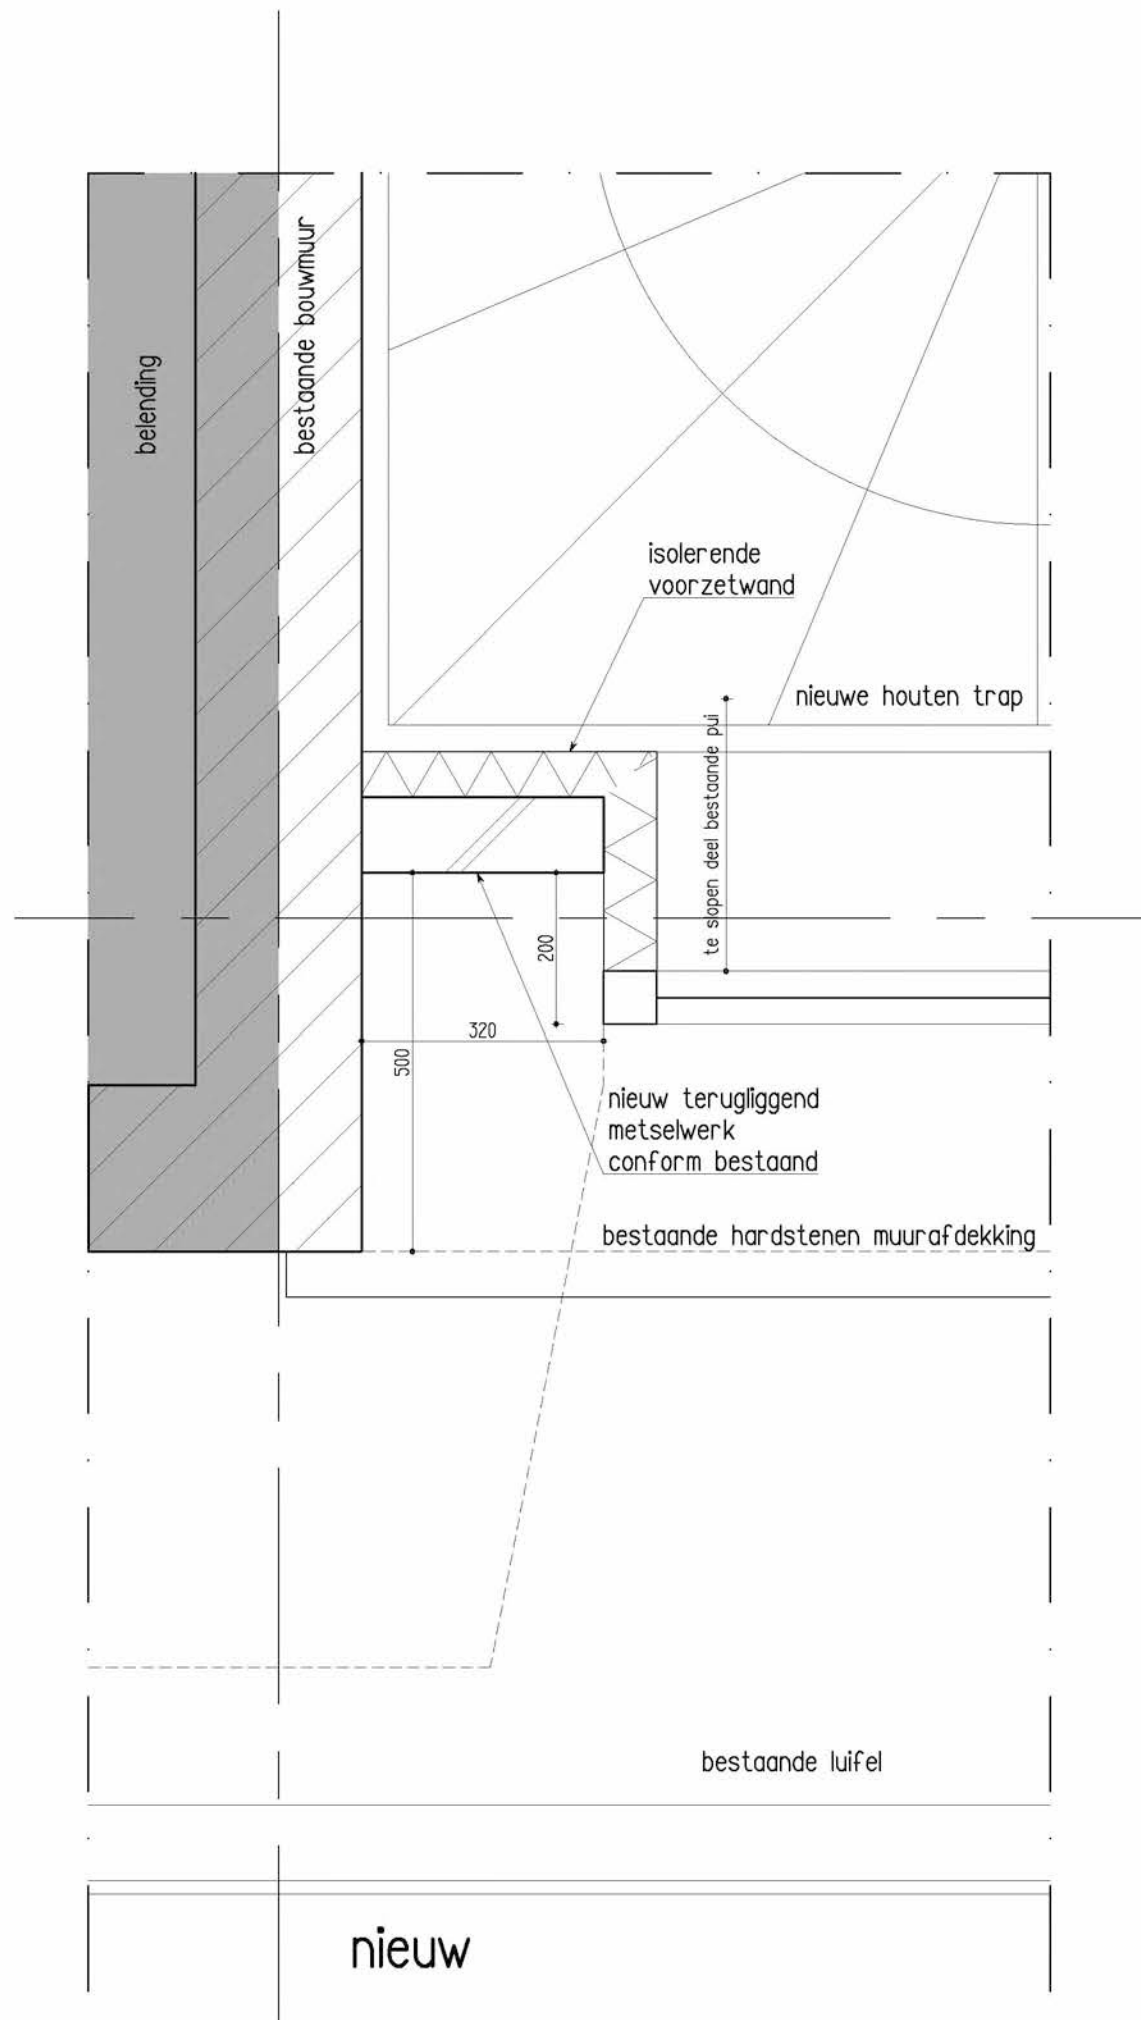 bestaande bouwmuur
belending
isolerende
voorzetwand
nieuwe houten trap
te slopen deel bestaande pui
200
320
500
nieuw terugliggend
metselwerk
conform bestaand
bestaande hardstenen muurafdekking
bestaande luifel
nieuw